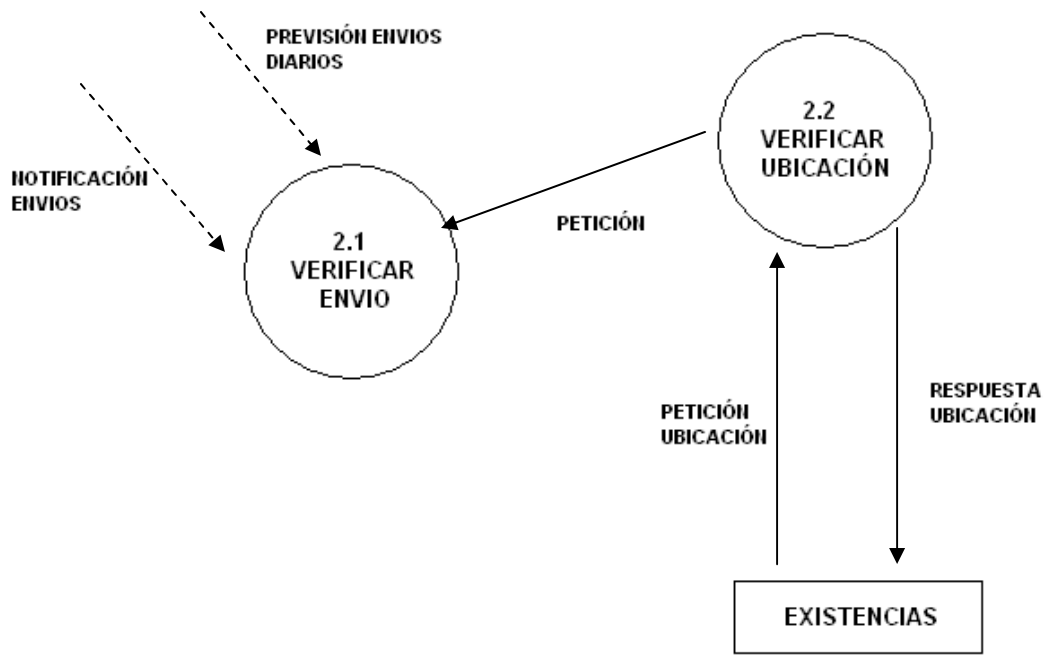 PREVISIÓN ENVIOS
DIARIOS
NOTIFICACIÓN
ENVIOS
2.1
VERIFICAR
ENVIO
PETICIÓN
2.2
VERIFICAR
UBICACIÓN
PETICIÓN
UBICACIÓN
RESPUESTA
UBICACIÓN
EXISTENCIAS